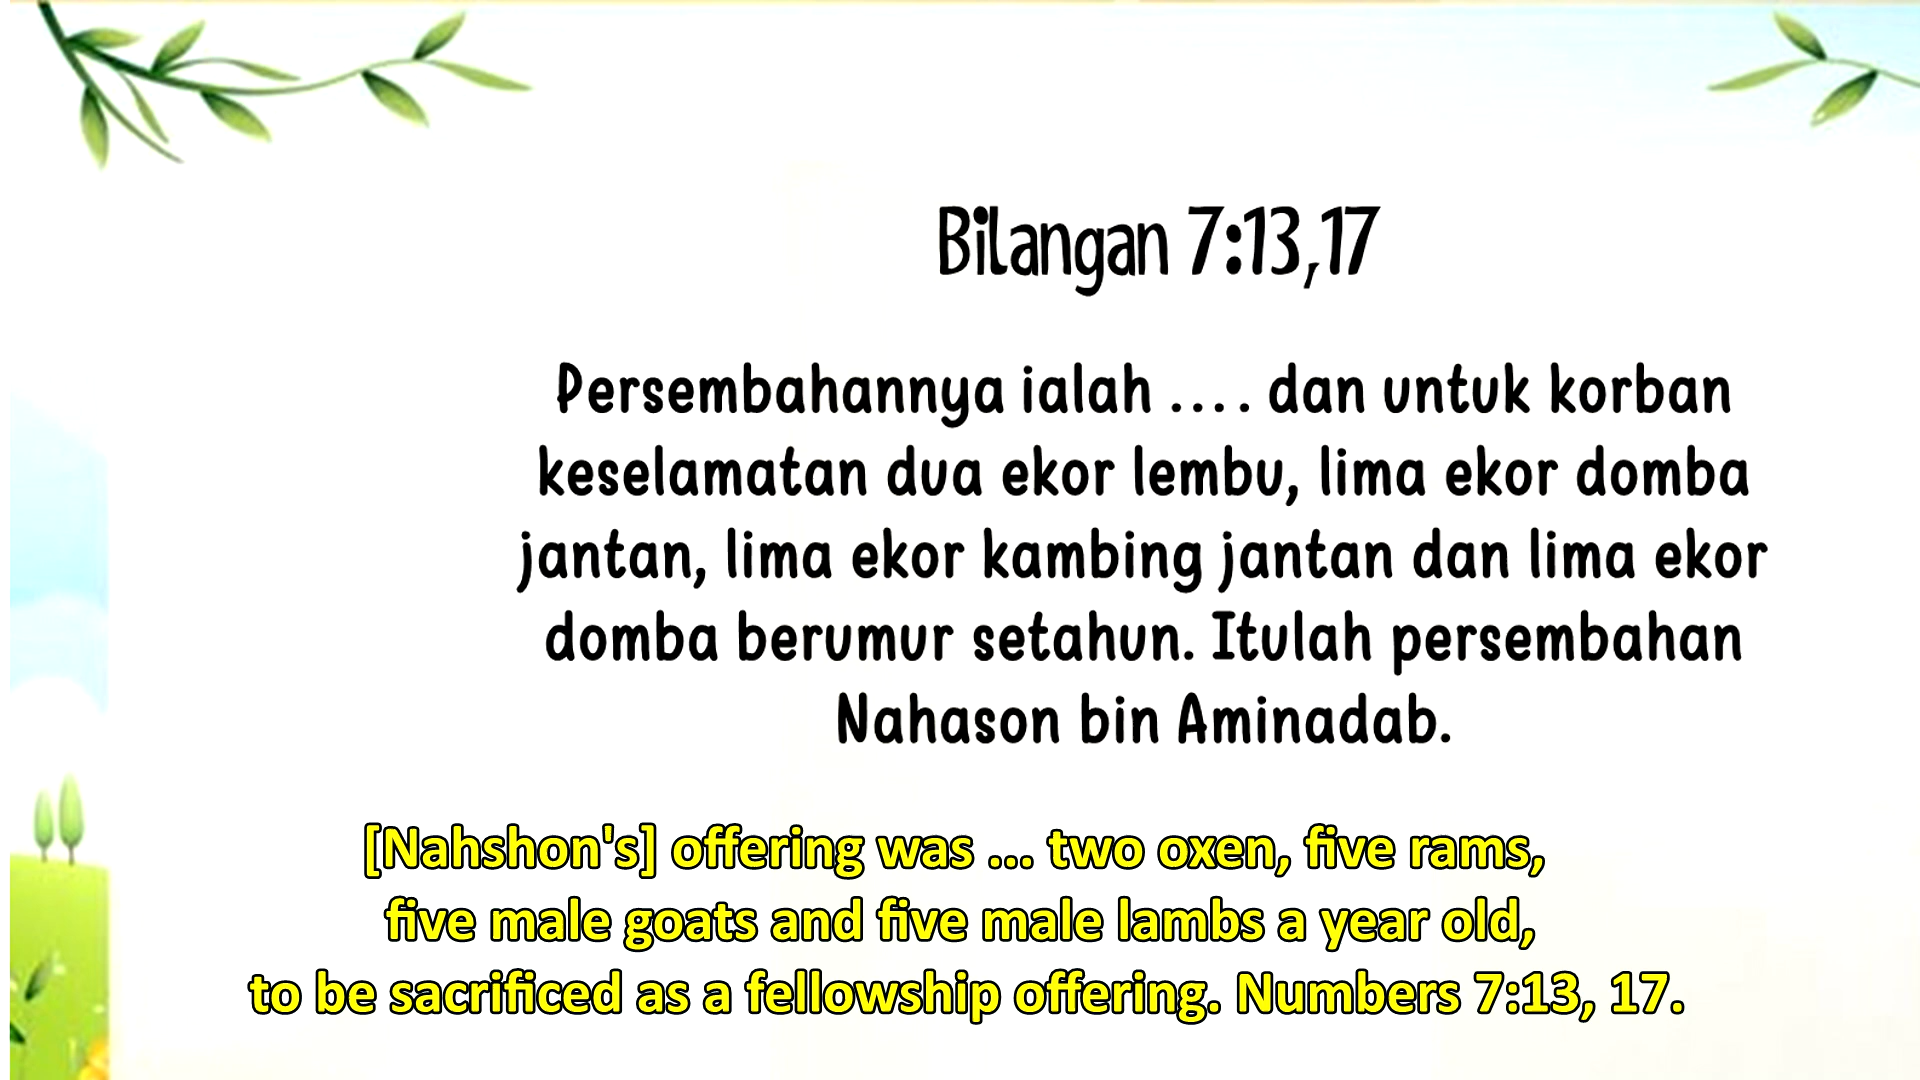 Bilangan 7:13,17
Persembahannya ialah .... dan untuk korban
keselamatan dua ekor lembu, lima ekor domba
jantan, lima ekor kambing jantan dan lima ekor
domba berumur setahun. Itulah persembahan
Nahason bin Aminadab.
[Nahshon's] offering was ... two oxen, five rams,
five male goats and five male lambs a year old,
to be sacrificed as a fellowship offering. Numbers 7:13, 17.